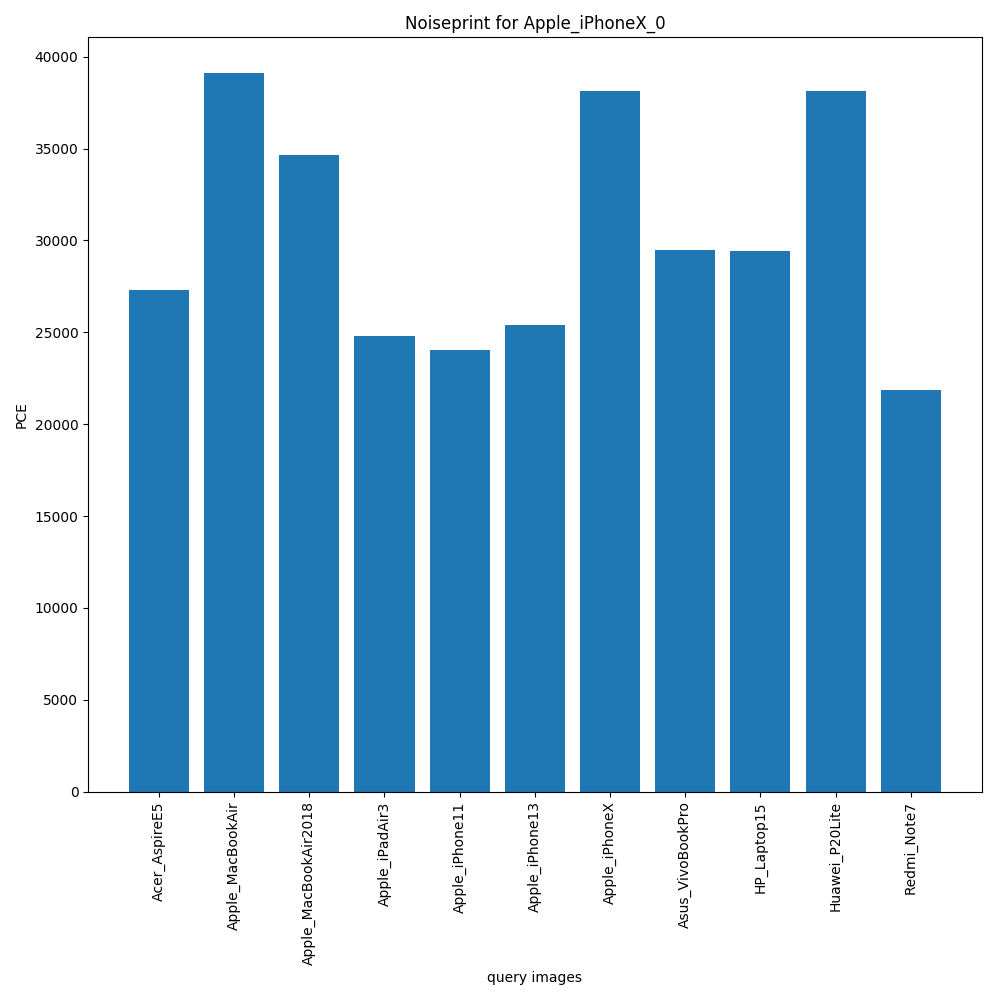 Noiseprint for Apple_iPhoneX_0
PCE
40000
35000
30000
25000
20000
15000
10000
5000
0
Acer_AspireE5
Apple_MacBookAir
Apple_MacBookAir2018
Apple_iPadAir3
Apple_iPhone11
Apple_iPhone13
Apple_iPhoneX
Asus_VivoBookPro
HP_Laptop15
Huawei_P20Lite
Redmi_Note7
query images